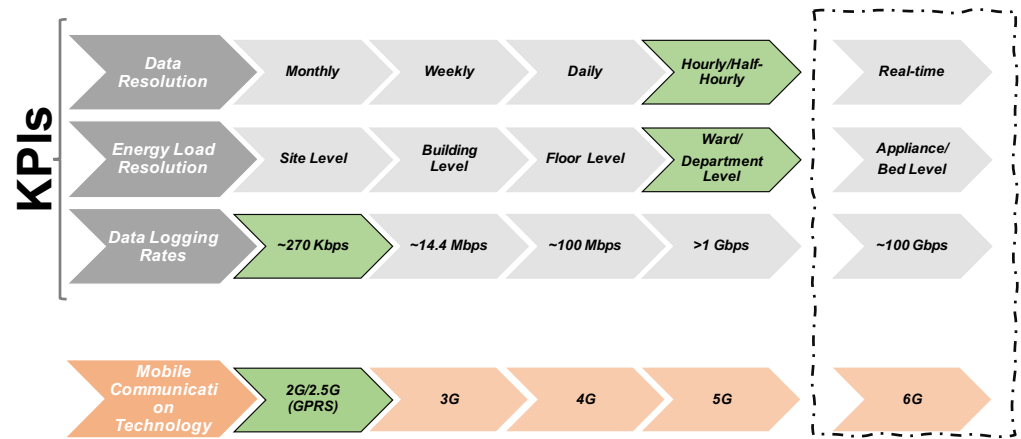 KPIs
Data
Resolution
Monthly
Weekly
Daily
Hourly/Half-
Hourly
Real-time
Energy Load
Resolution
Site Level
Building
Level
Floor Level
Ward/
Department
Level
Appliance/
Bed Level
Data Logging
Rates
~270 Kbps
~14.4 Mbps
~100 Mbps
>1 Gbps
~100 Gbps
Mobile
Communicati
on
Technology
2G/2.5G
(GPRS)
3G
4G
5G
6G